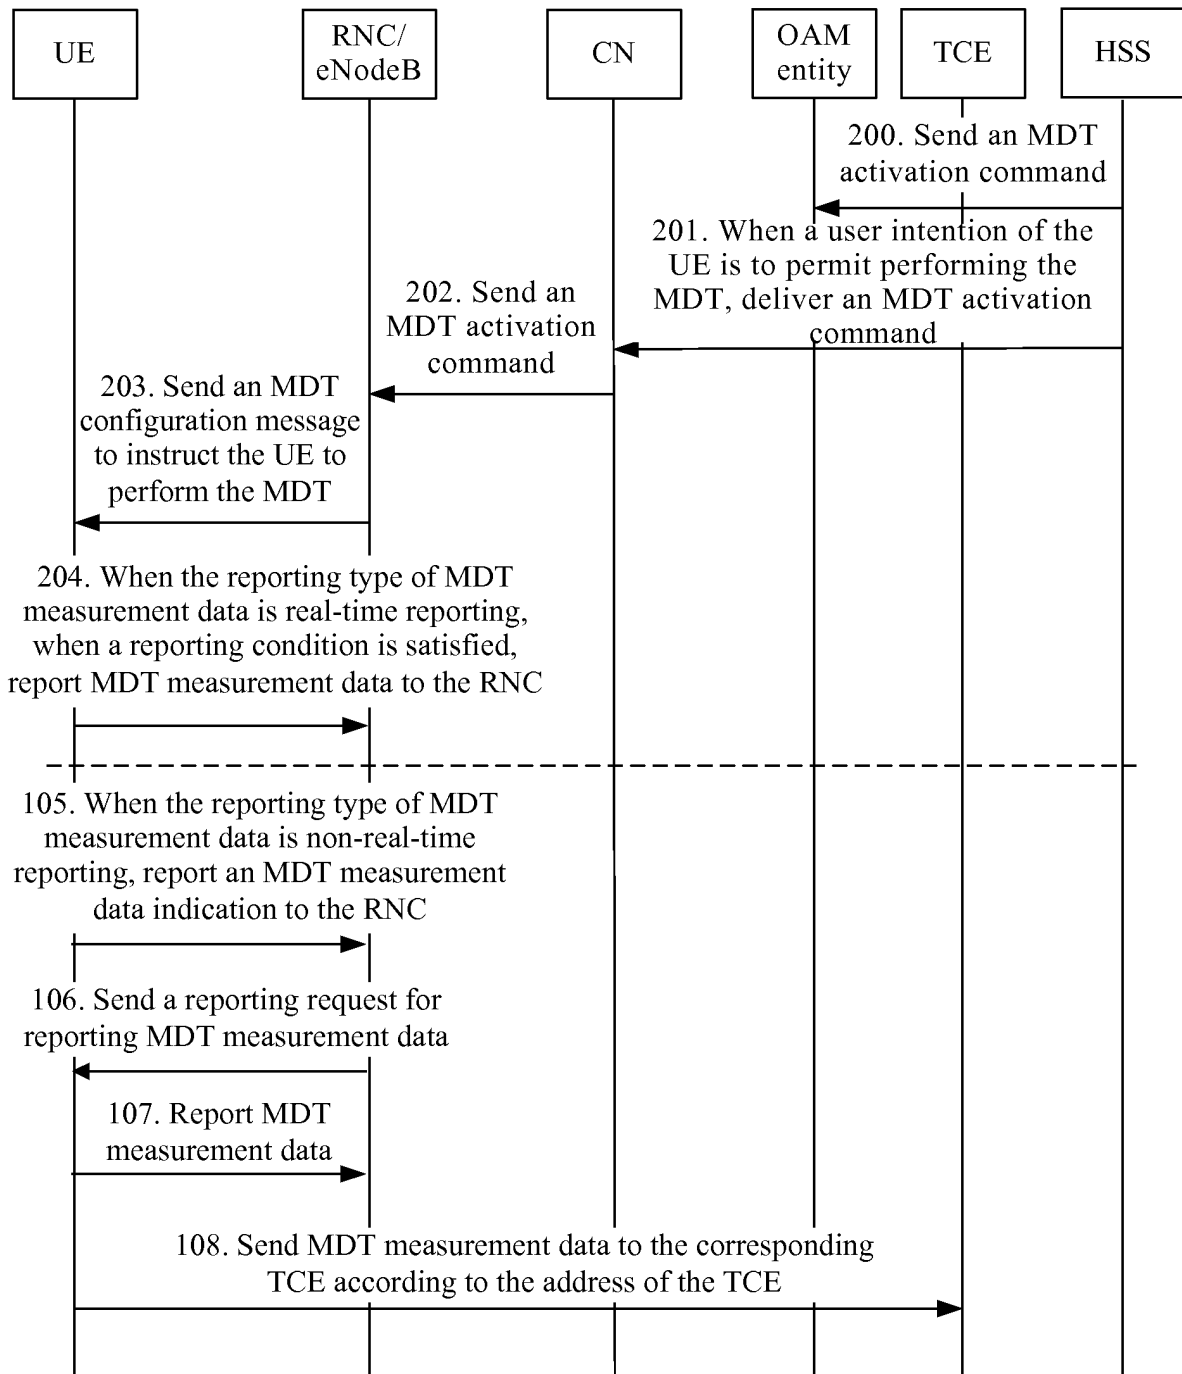 UE
RNC/
eNodeB
CN
OAM
entity
TCE
HSS
200. Send an MDT
activation command
201. When a user intention of the
UE is to permit performing the
MDT, deliver an MDT activation
command
202. Send an
MDT activation
command
203. Send an MDT
configuration message
to instruct the UE to
perform the MDT
204. When the reporting type of MDT
measurement data is real-time reporting,
when a reporting condition is satisfied,
report MDT measurement data to the RNC
105. When the reporting type of MDT
measurement data is non-real-time
reporting, report an MDT measurement
data indication to the RNC
106. Send a reporting request for
reporting MDT measurement data
107. Report MDT
measurement data
108. Send MDT measurement data to the corresponding
TCE according to the address of the TCE